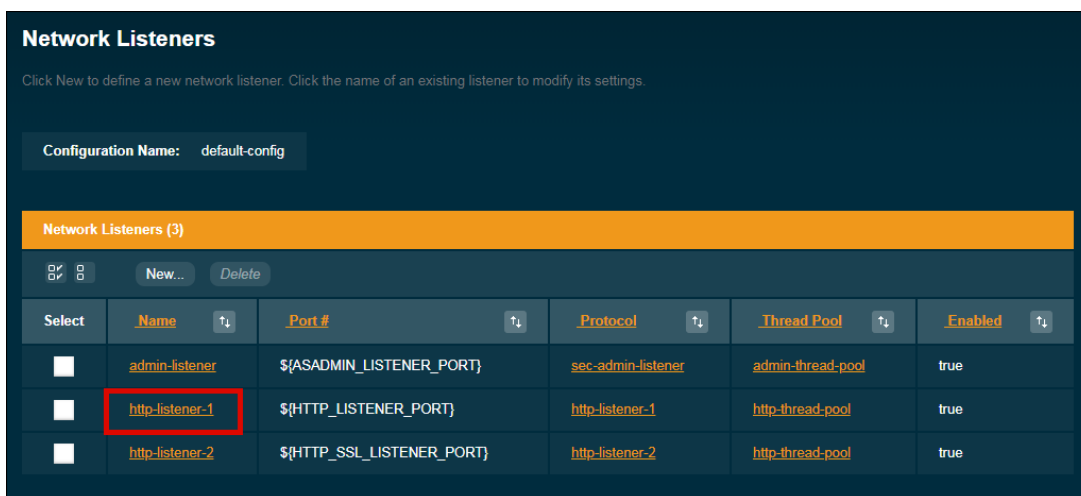 Network Listeners
Click New to define a new network listener. Click the name of an existing listener to modify its settings.
Configuration Name: default-config
Network Listeners (3)
New... Delete
Select Name Port # Protocol Thread Pool Enabled
admin-listener ${ASADMIN_LISTENER_PORT} sec-admin-listener admin-thread-pool true
http-listener-1 ${HTTP_LISTENER_PORT} http-listener-1 http-thread-pool true
http-listener-2 ${HTTP_SSL_LISTENER_PORT} http-listener-2 http-thread-pool true